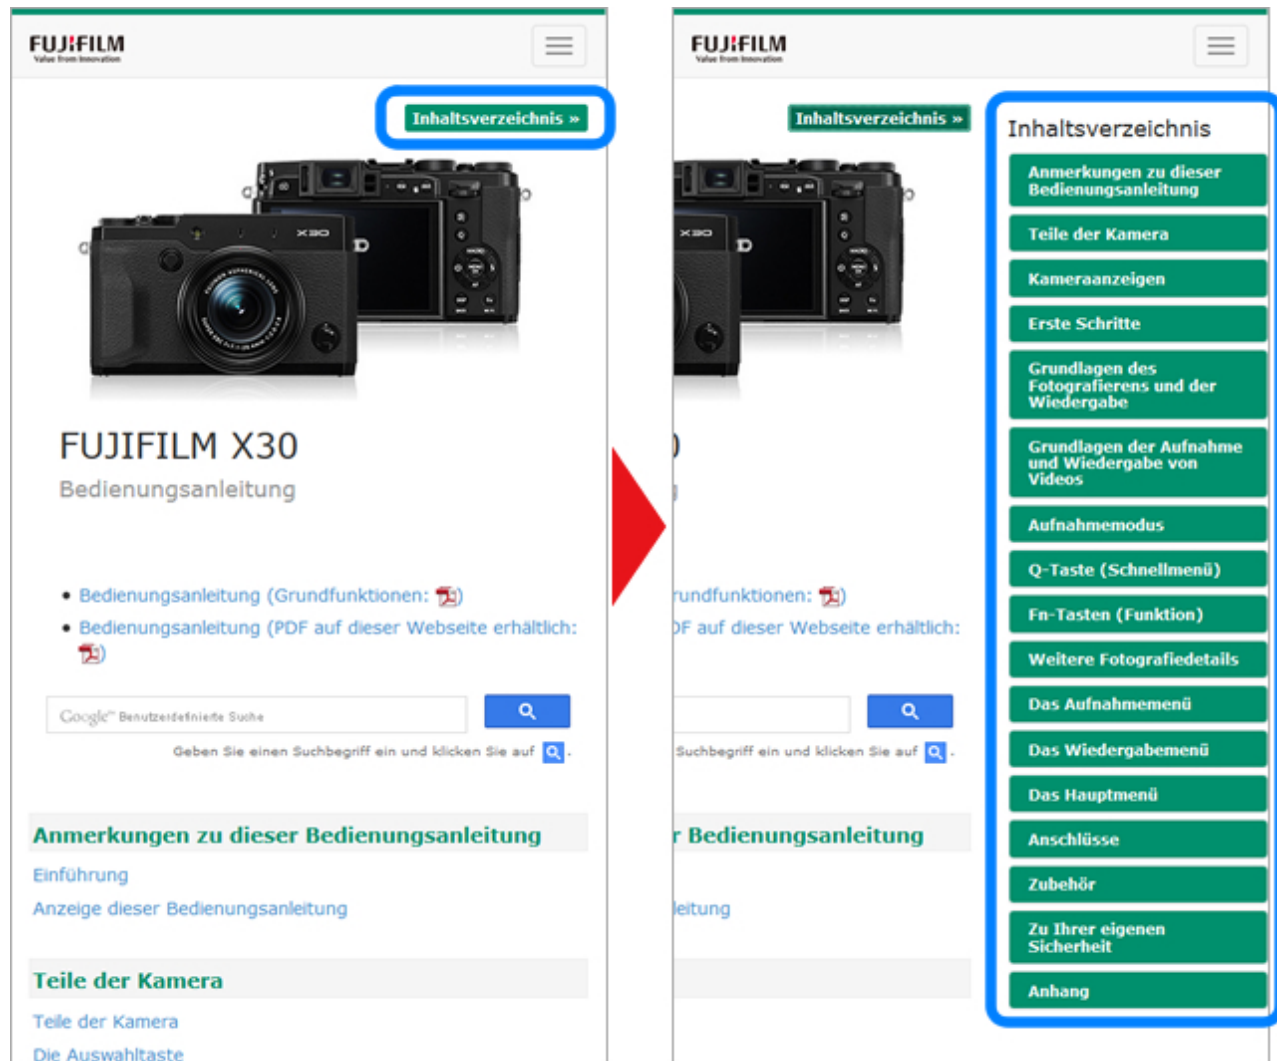 FUJIFILM
Value from Innovation
Inhaltsverzeichnis »
X30
FUJIFILM X30
Bedienungsanleitung
• Bedienungsanleitung (Grundfunktionen: )
• Bedienungsanleitung (PDF auf dieser Webseite erhältlich:
)
Google™ Benutzerdefinierte Suche
Geben Sie einen Suchbegriff ein und klicken Sie auf .
Anmerkungen zu dieser Bedienungsanleitung
Einführung
Anzeige dieser Bedienungsanleitung
Teile der Kamera
Teile der Kamera
Die Auswahltaste
FUJIFILM
Value from Innovation
Inhaltsverzeichnis »
X30
rundfunktionen: )
DF auf dieser Webseite erhältlich:
Suchbegriff ein und klicken Sie auf .
r Bedienungsanleitung
leitung
Inhaltsverzeichnis
Anmerkungen zu dieser
Bedienungsanleitung
Teile der Kamera
Kameraanzeigen
Erste Schritte
Grundlagen des
Fotografierens und der
Wiedergabe
Grundlagen der Aufnahme
und Wiedergabe von
Videos
Aufnahmemodus
Q-Taste (Schnellmenü)
Fn-Tasten (Funktion)
Weitere Fotografiedetails
Das Aufnahmemenü
Das Wiedergabemenü
Das Hauptmenü
Anschlüsse
Zubehör
Zu Ihrer eigenen
Sicherheit
Anhang